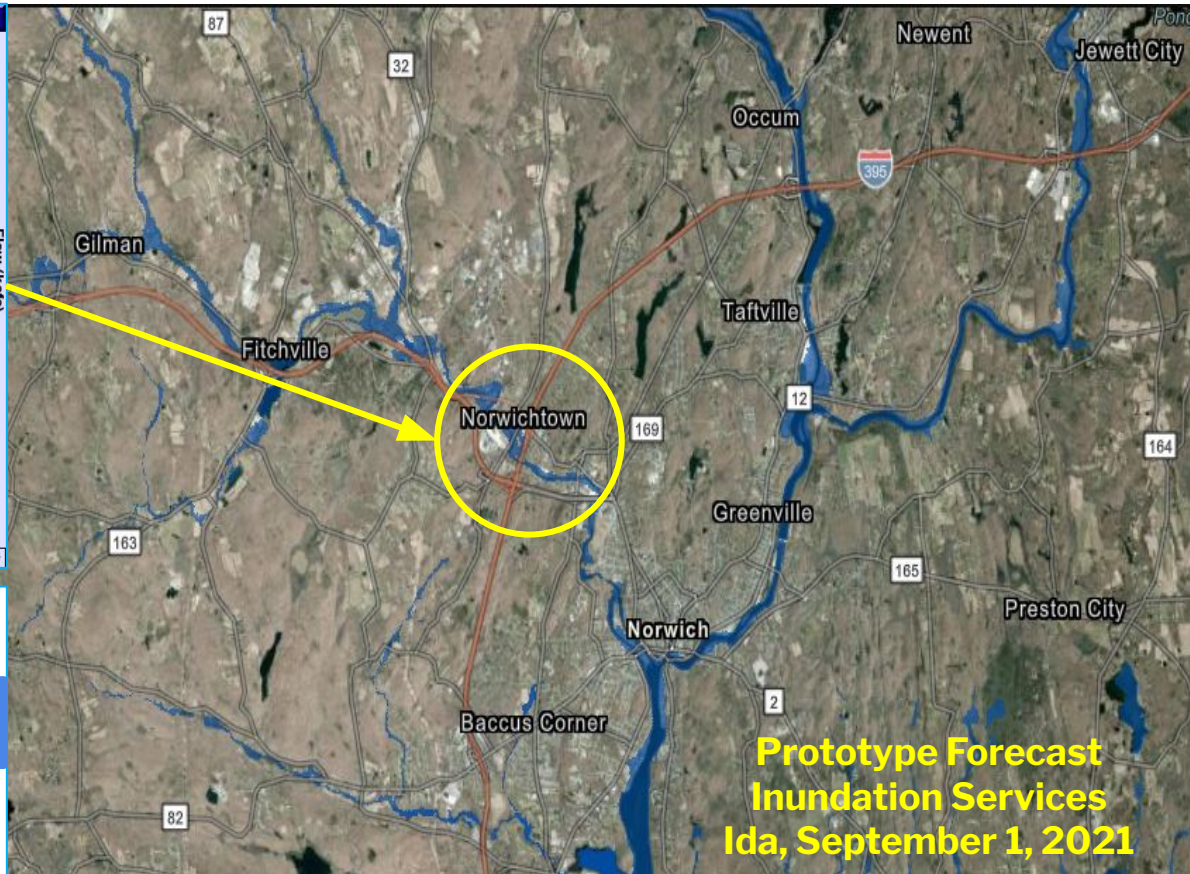 87
32
Newent
Pond
Jewett City
Occum
395
Gilman
Taftville
Fitchville
12
Norwichtown
169
164
Greenville
163
165
Preston City
Norwich
2
Baccus Corner
82
Prototype Forecast
Inundation Services
Ida, September 1, 2021